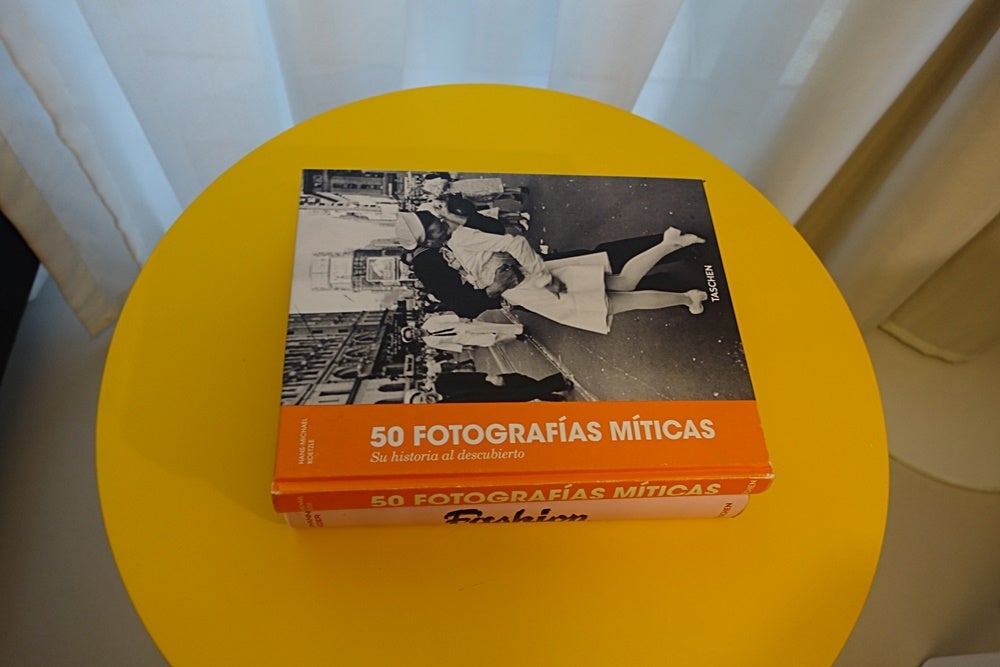 TASCHEN
HANS-MICHAEL
KOETZLE
50 FOTOGRAFÍAS MÍTICAS
Su historia al descubierto
50 FOTOGRAFÍAS MÍTICAS
Fashion